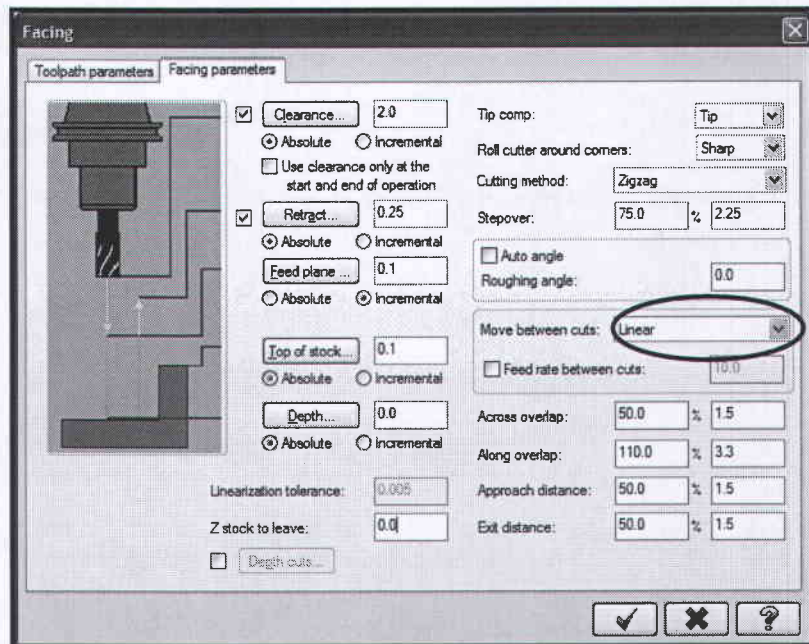 Facing
Toolpath parameters
Facing parameters
Clearance... 2.0
Absolute Incremental
Use clearance only at the
start and end of operation
Retract... 0.25
Absolute Incremental
Feed plane ... 0.1
Absolute Incremental
Top of stock... 0.1
Absolute Incremental
Depth... 0.0
Absolute Incremental
Linearization tolerance: 0.005
Z stock to leave: 0.0
Depth cuts...
Tip comp: Tip
Roll cutter around corners: Sharp
Cutting method: Zigzag
Stepover: 75.0 % 2.25
Auto angle
Roughing angle: 0.0
Move between cuts: Linear
Feed rate between cuts: 10.0
Across overlap: 50.0 % 1.5
Along overlap: 110.0 % 3.3
Approach distance: 50.0 % 1.5
Exit distance: 50.0 % 1.5